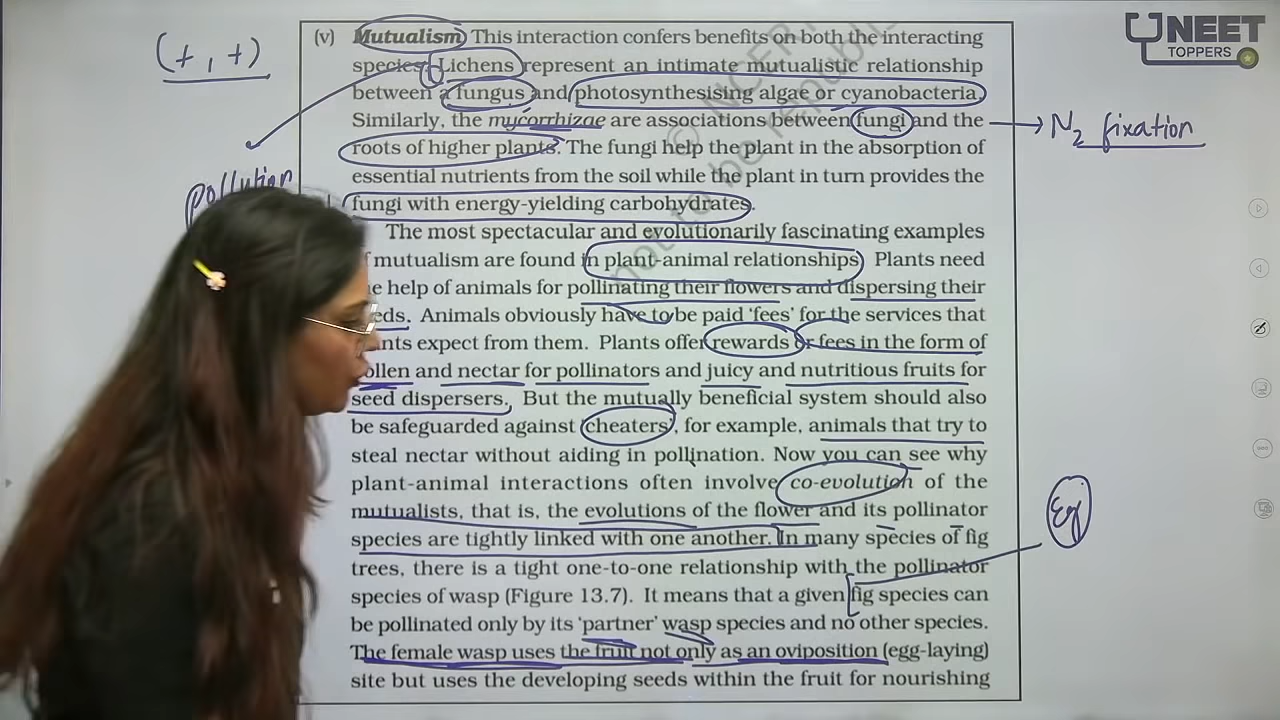 NEET
TOPPERS
(+, +)
(v) Mutualism: This interaction confers benefits on both the interacting
species. Lichens represent an intimate mutualistic relationship
between a fungus and photosynthesising algae or cyanobacteria.
Similarly, the mycorrhizae are associations between fungi and the
N2 fixation
roots of higher plants. The fungi help the plant in the absorption of
essential nutrients from the soil while the plant in turn provides the
Pollution
fungi with energy-yielding carbohydrates.
The most spectacular and evolutionarily fascinating examples
mutualism are found in plant-animal relationships. Plants need
help of animals for pollinating their flowers and dispersing their
eds. Animals obviously have to be paid ‘fees’ for the services that
nts expect from them. Plants offer rewards or fees in the form of
ollen and nectar for pollinators and juicy and nutritious fruits for
seed dispersers. But the mutually beneficial system should also
be safeguarded against ‘cheaters’, for example, animals that try to
steal nectar without aiding in pollination. Now you can see why
plant-animal interactions often involve co-evolution of the
mutualists, that is, the evolutions of the flower and its pollinator
Eg
species are tightly linked with one another. In many species of fig
trees, there is a tight one-to-one relationship with the pollinator
species of wasp (Figure 13.7). It means that a given fig species can
be pollinated only by its ‘partner’ wasp species and no other species.
The female wasp uses the fruit not only as an oviposition (egg-laying)
site but uses the developing seeds within the fruit for nourishing